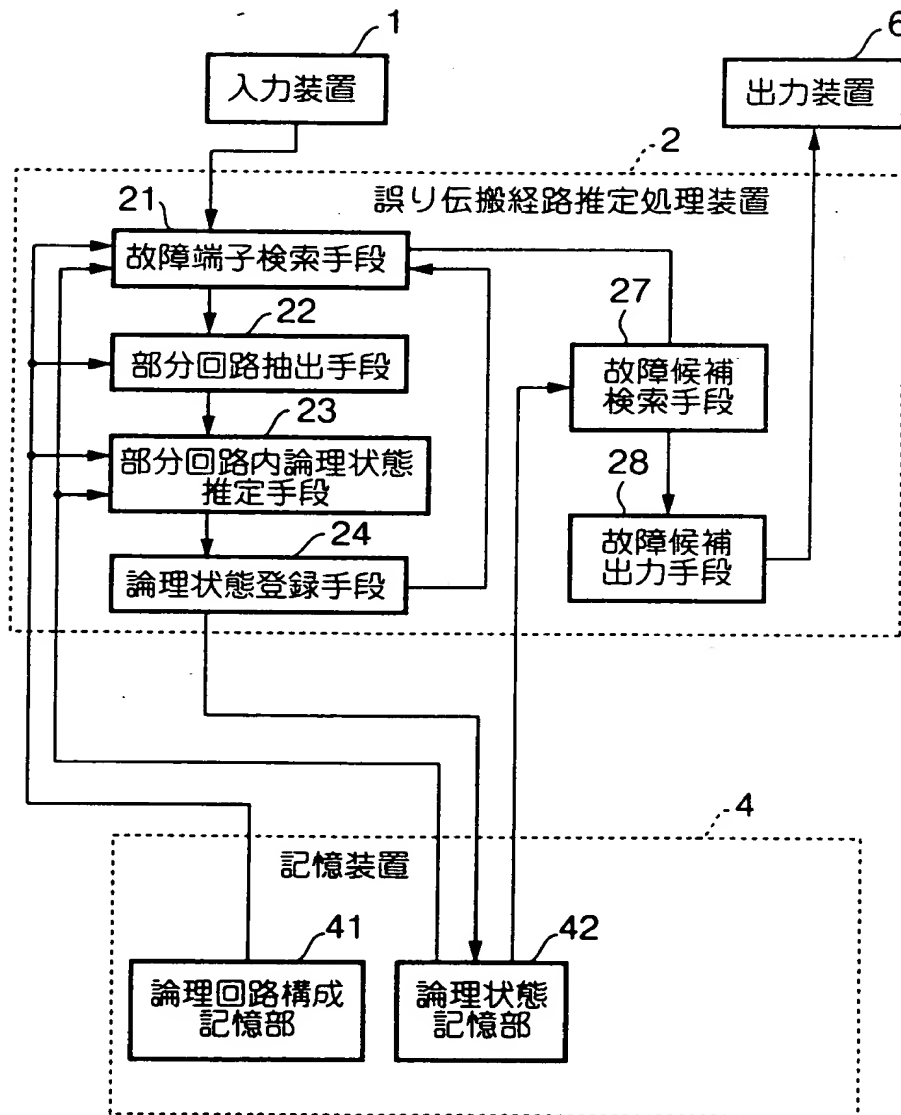 1
入力装置
6
出力装置
2
誤り伝搬経路推定処理装置
21
故障端子検索手段
22
部分回路抽出手段
23
部分回路内論理状態
推定手段
24
論理状態登録手段
27
故障候補
検索手段
28
故障候補
出力手段
4
記憶装置
41
論理回路構成
記憶部
42
論理状態
記憶部